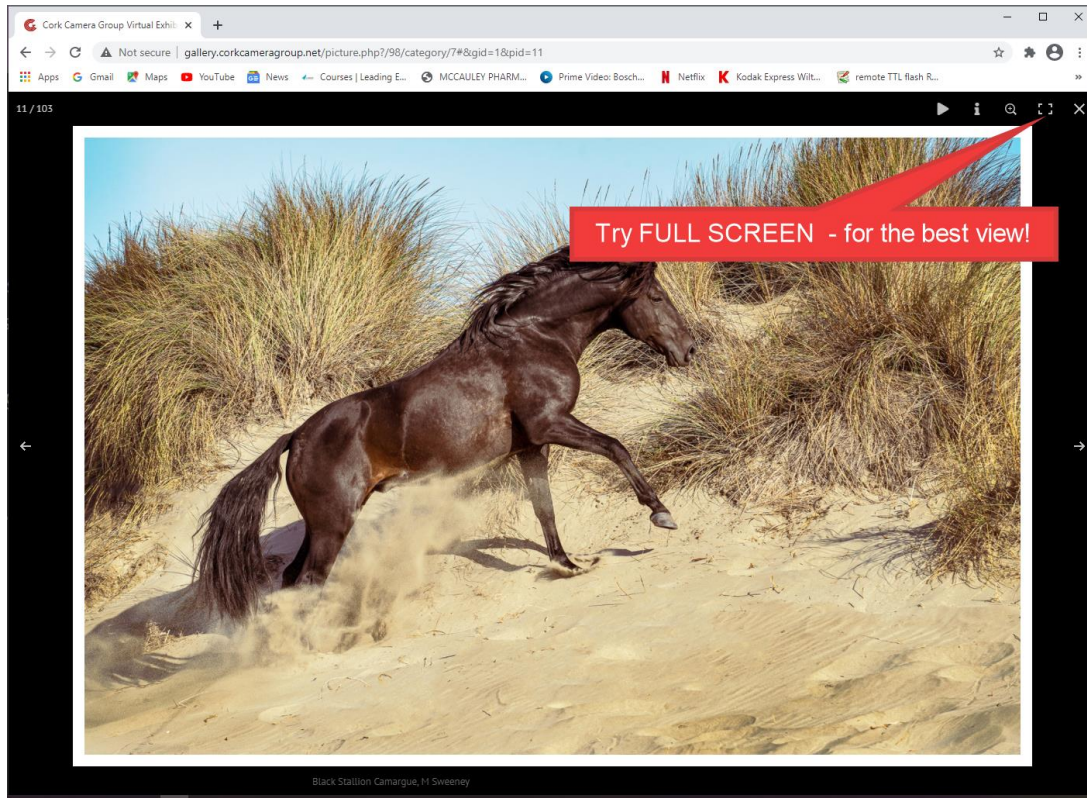 Cork Camera Group Virtual Exhib
Not secure | gallery.corkcameragroup.net/picture.php?/98/category/7#&gid=1&pid=11
Apps Gmail Maps YouTube News Courses | Leading E... MCCAULEY PHARM... Prime Video: Bosch... Netflix Kodak Express Wilt... remote TTL flash R... »
11 / 103
Try FULL SCREEN - for the best view!
Black Stallion Camargue, M Sweeney